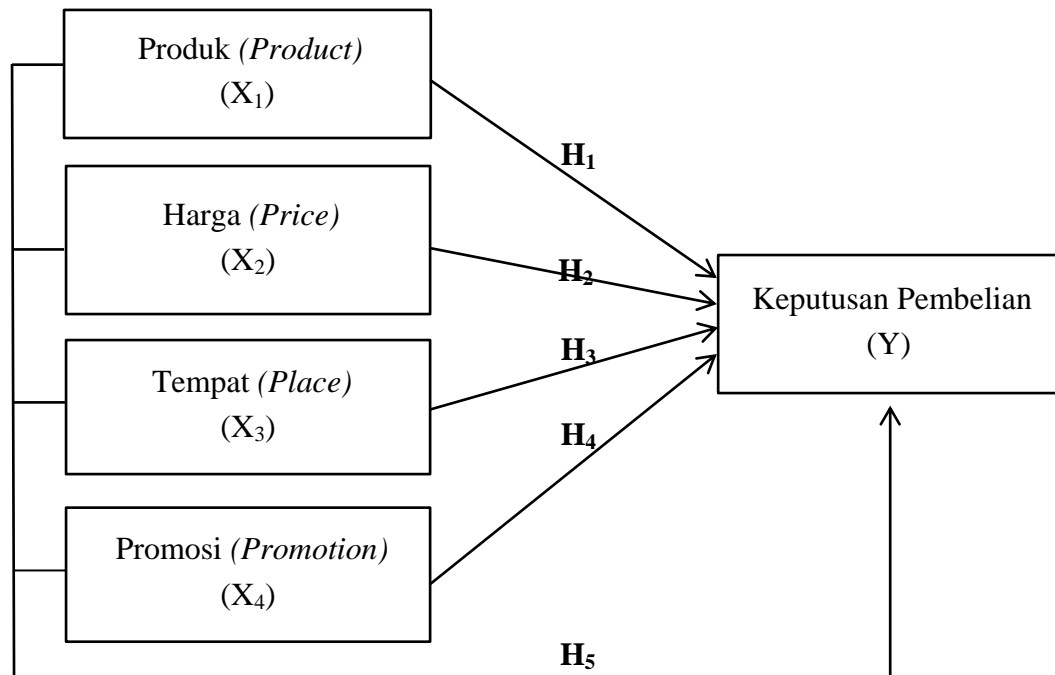 Produk (Product)
(X₁)
H₁
Harga (Price)
(X₂)
H₂
Keputusan Pembelian
(Y)
Tempat (Place)
(X₃)
H₃
H₄
Promosi (Promotion)
(X₄)
H₅